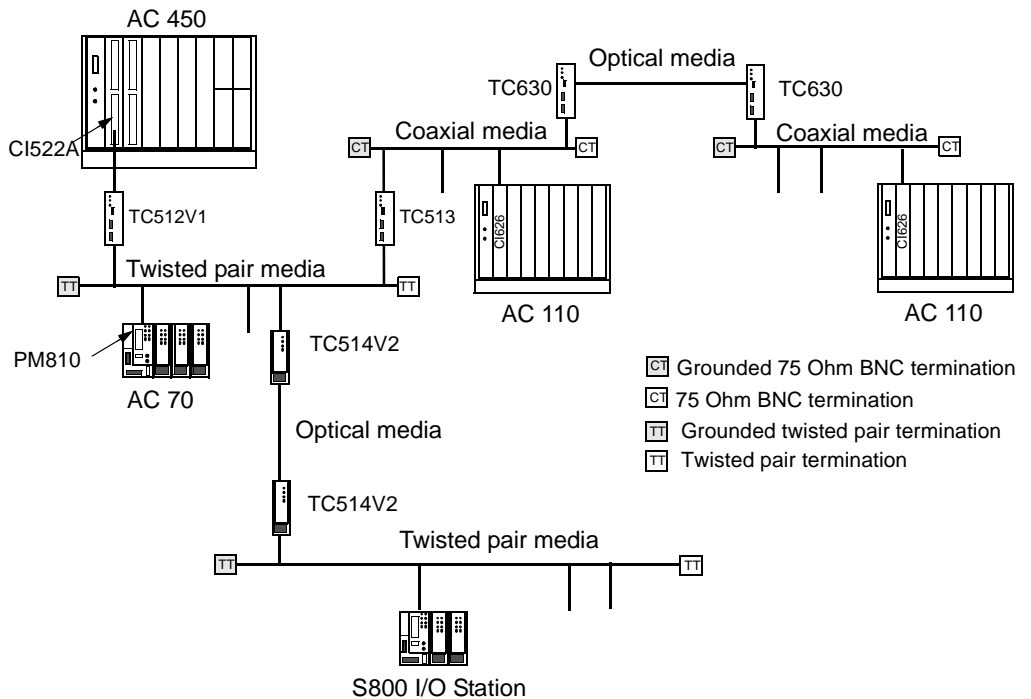 AC 450
Optical media
TC630
TC630
Coaxial media
Coaxial media
CI522A
CT
CT
CT
CT
TC512V1
TC513
CI626
CI626
Twisted pair media
TT
TT
AC 110
AC 110
PM810
TC514V2
AC 70
CT Grounded 75 Ohm BNC termination
CT 75 Ohm BNC termination
TT Grounded twisted pair termination
TT Twisted pair termination
Optical media
TC514V2
Twisted pair media
TT
TT
S800 I/O Station